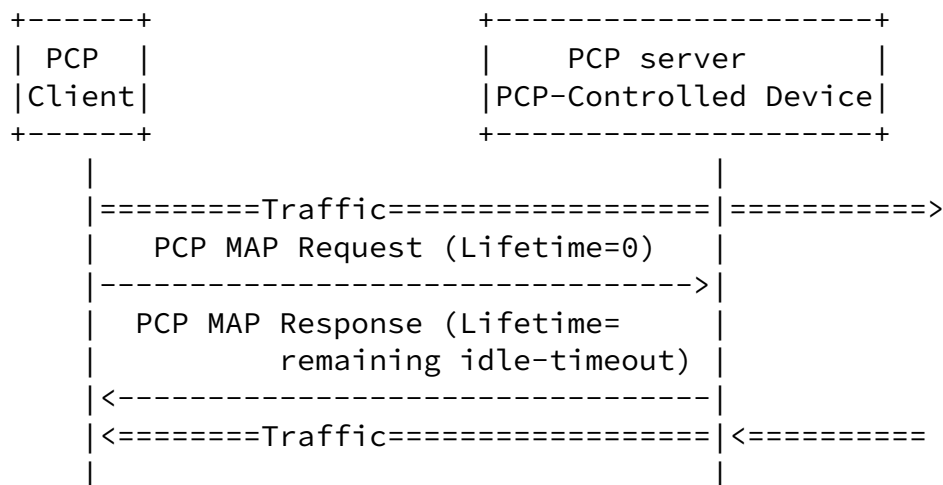 +------+                  +---------------------+
| PCP  |                  |    PCP server       |
|Client|                  |PCP-Controlled Device|
+------+                  +---------------------+
    |                                  |
    |=========Traffic==================|===========>
    |   PCP MAP Request (Lifetime=0)   |
    |--------------------------------->|
    |  PCP MAP Response (Lifetime=     |
    |          remaining idle-timeout) |
    |<---------------------------------|
    |<========Traffic==================|<==========
    |                                  |